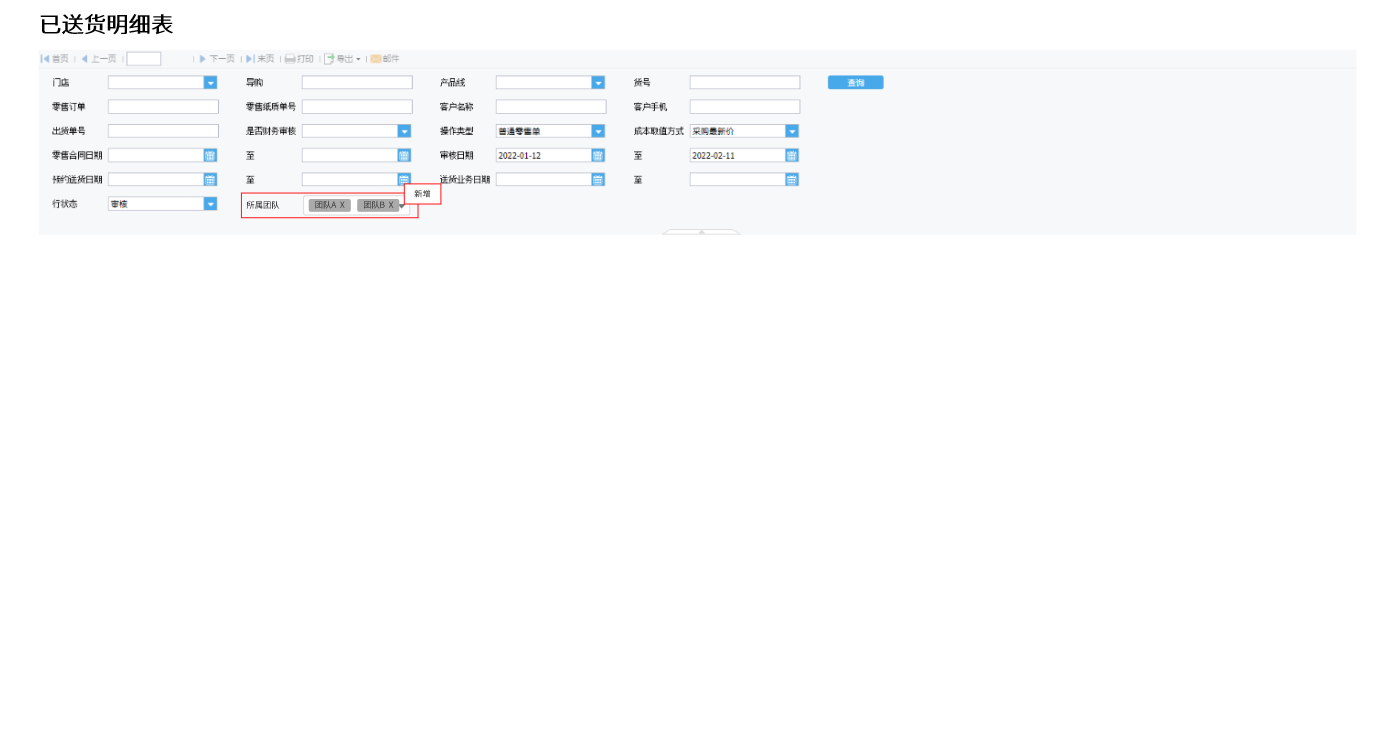 已送货明细表
首页 上一页 下一页 末页 打印 导出 邮件
门店 导购 产品线 货号 查询
零售订单 零售纸质单号 客户名称 客户手机
出货单号 是否财务审核 操作类型 普通零售单 成本取值方式 采购最新价
零售合同日期 至 审核日期 2022-01-12 至 2022-02-11
预约送货日期 至 送货业务日期 至
新增
行状态 审核 所属团队 团队A X 团队B X